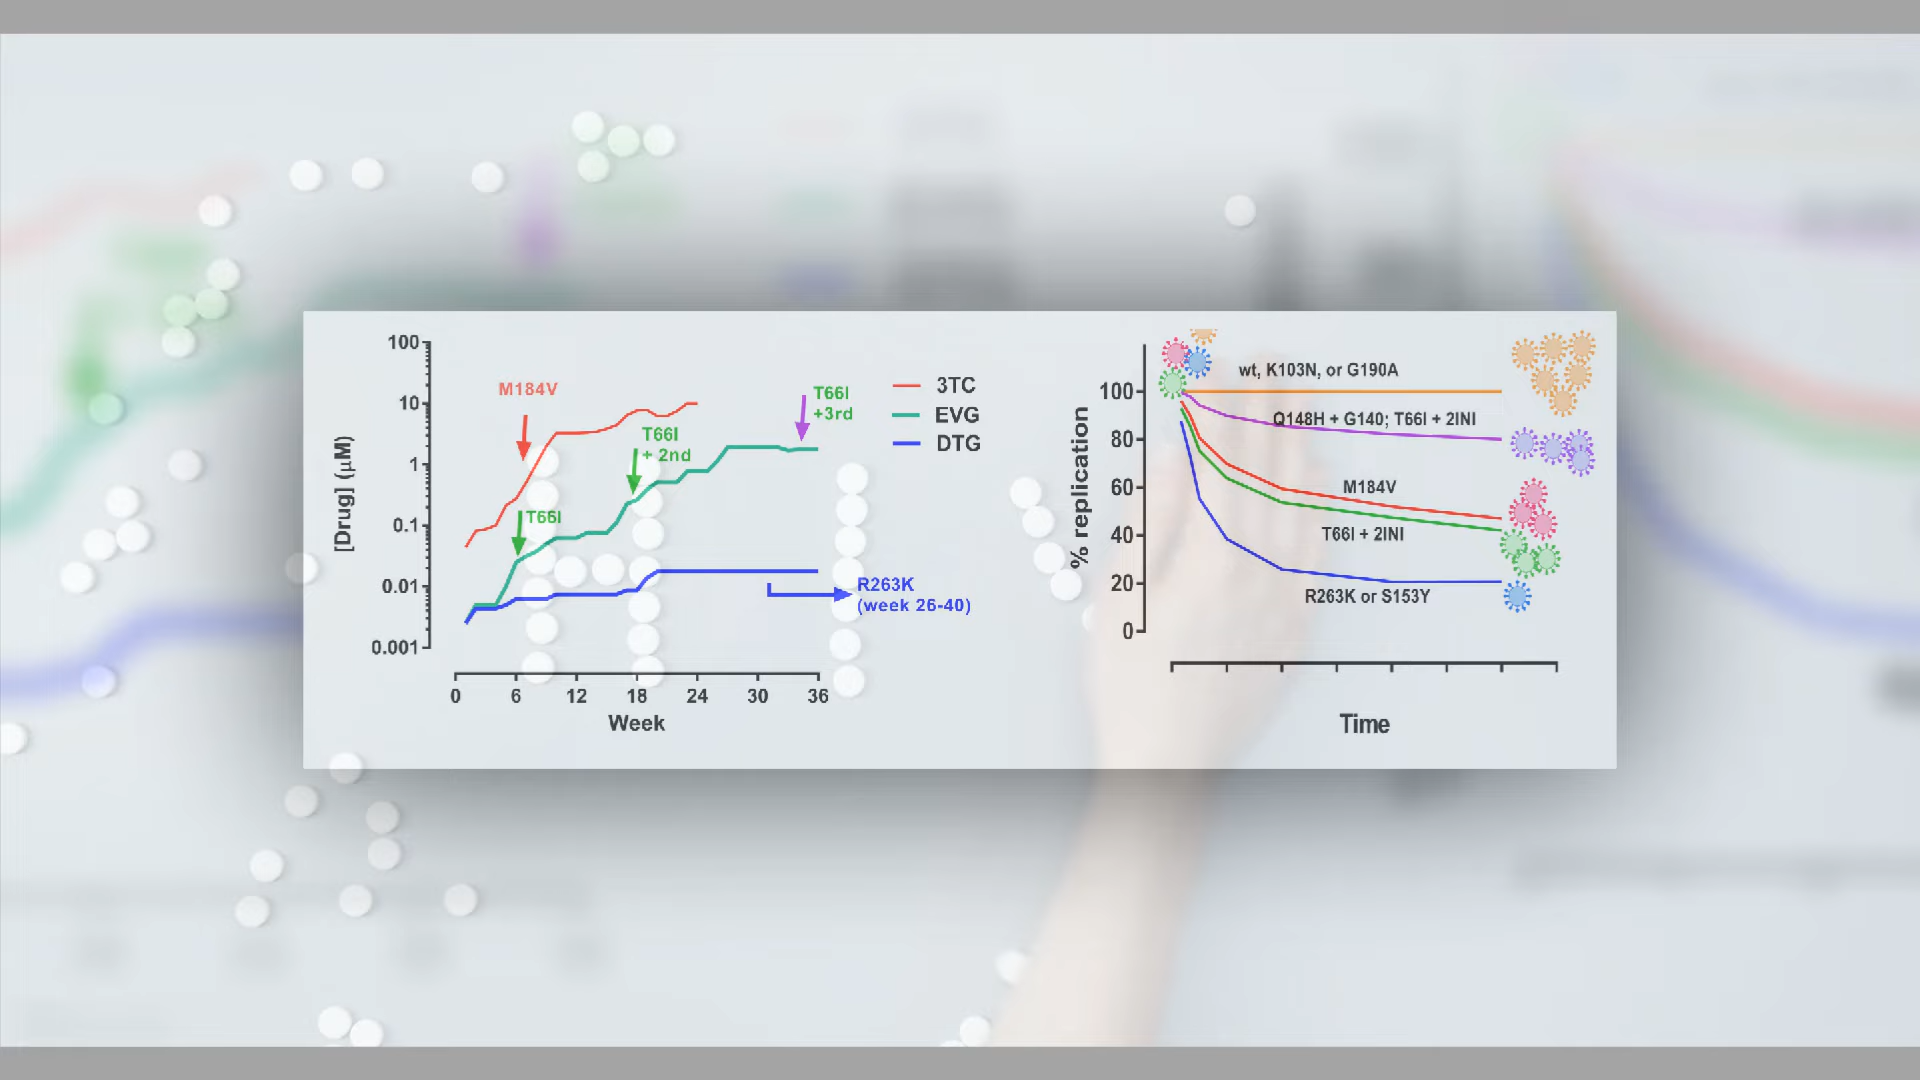 100
10
1
0.1
0.01
0.001
[Drug] (µM)
M184V
T66I
T66I
+ 2nd
T66I
+3rd
R263K
(week 26-40)
3TC
EVG
DTG
0 6 12 18 24 30 36
Week
100
80
60
40
20
0
% replication
wt, K103N, or G190A
Q148H + G140; T66I + 2INI
M184V
T66I + 2INI
R263K or S153Y
Time